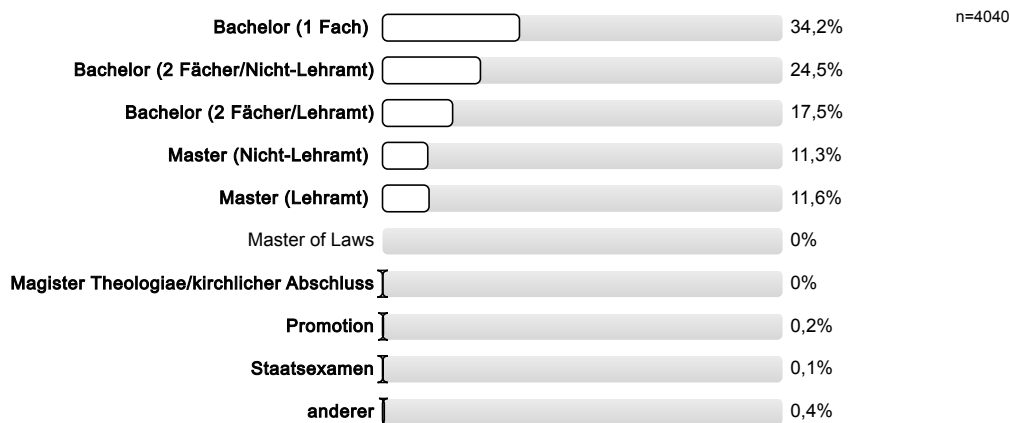 n=4040
Bachelor (1 Fach) 34,2%
Bachelor (2 Fächer/Nicht-Lehramt) 24,5%
Bachelor (2 Fächer/Lehramt) 17,5%
Master (Nicht-Lehramt) 11,3%
Master (Lehramt) 11,6%
Master of Laws 0%
Magister Theologiae/kirchlicher Abschluss 0%
Promotion 0,2%
Staatsexamen 0,1%
anderer 0,4%